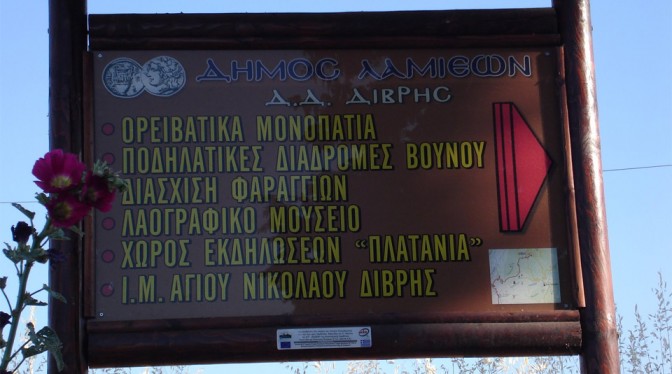 ΔΗΜΟΣ ΛΑΜΙΕΩΝ
Δ.Δ. ΔΙΒΡΗΣ
ΟΡΕΙΒΑΤΙΚΑ ΜΟΝΟΠΑΤΙΑ
ΠΟΔΗΛΑΤΙΚΕΣ ΔΙΑΔΡΟΜΕΣ ΒΟΥΝΟΥ
ΔΙΑΣΧΙΣΗ ΦΑΡΑΓΓΙΩΝ
ΛΑΟΓΡΑΦΙΚΟ ΜΟΥΣΕΙΟ
ΧΩΡΟΣ ΕΚΔΗΛΩΣΕΩΝ "ΠΛΑΤΑΝΙΑ"
Ι.Μ. ΑΓΙΟΥ ΝΙΚΟΛΑΟΥ ΔΙΒΡΗΣ